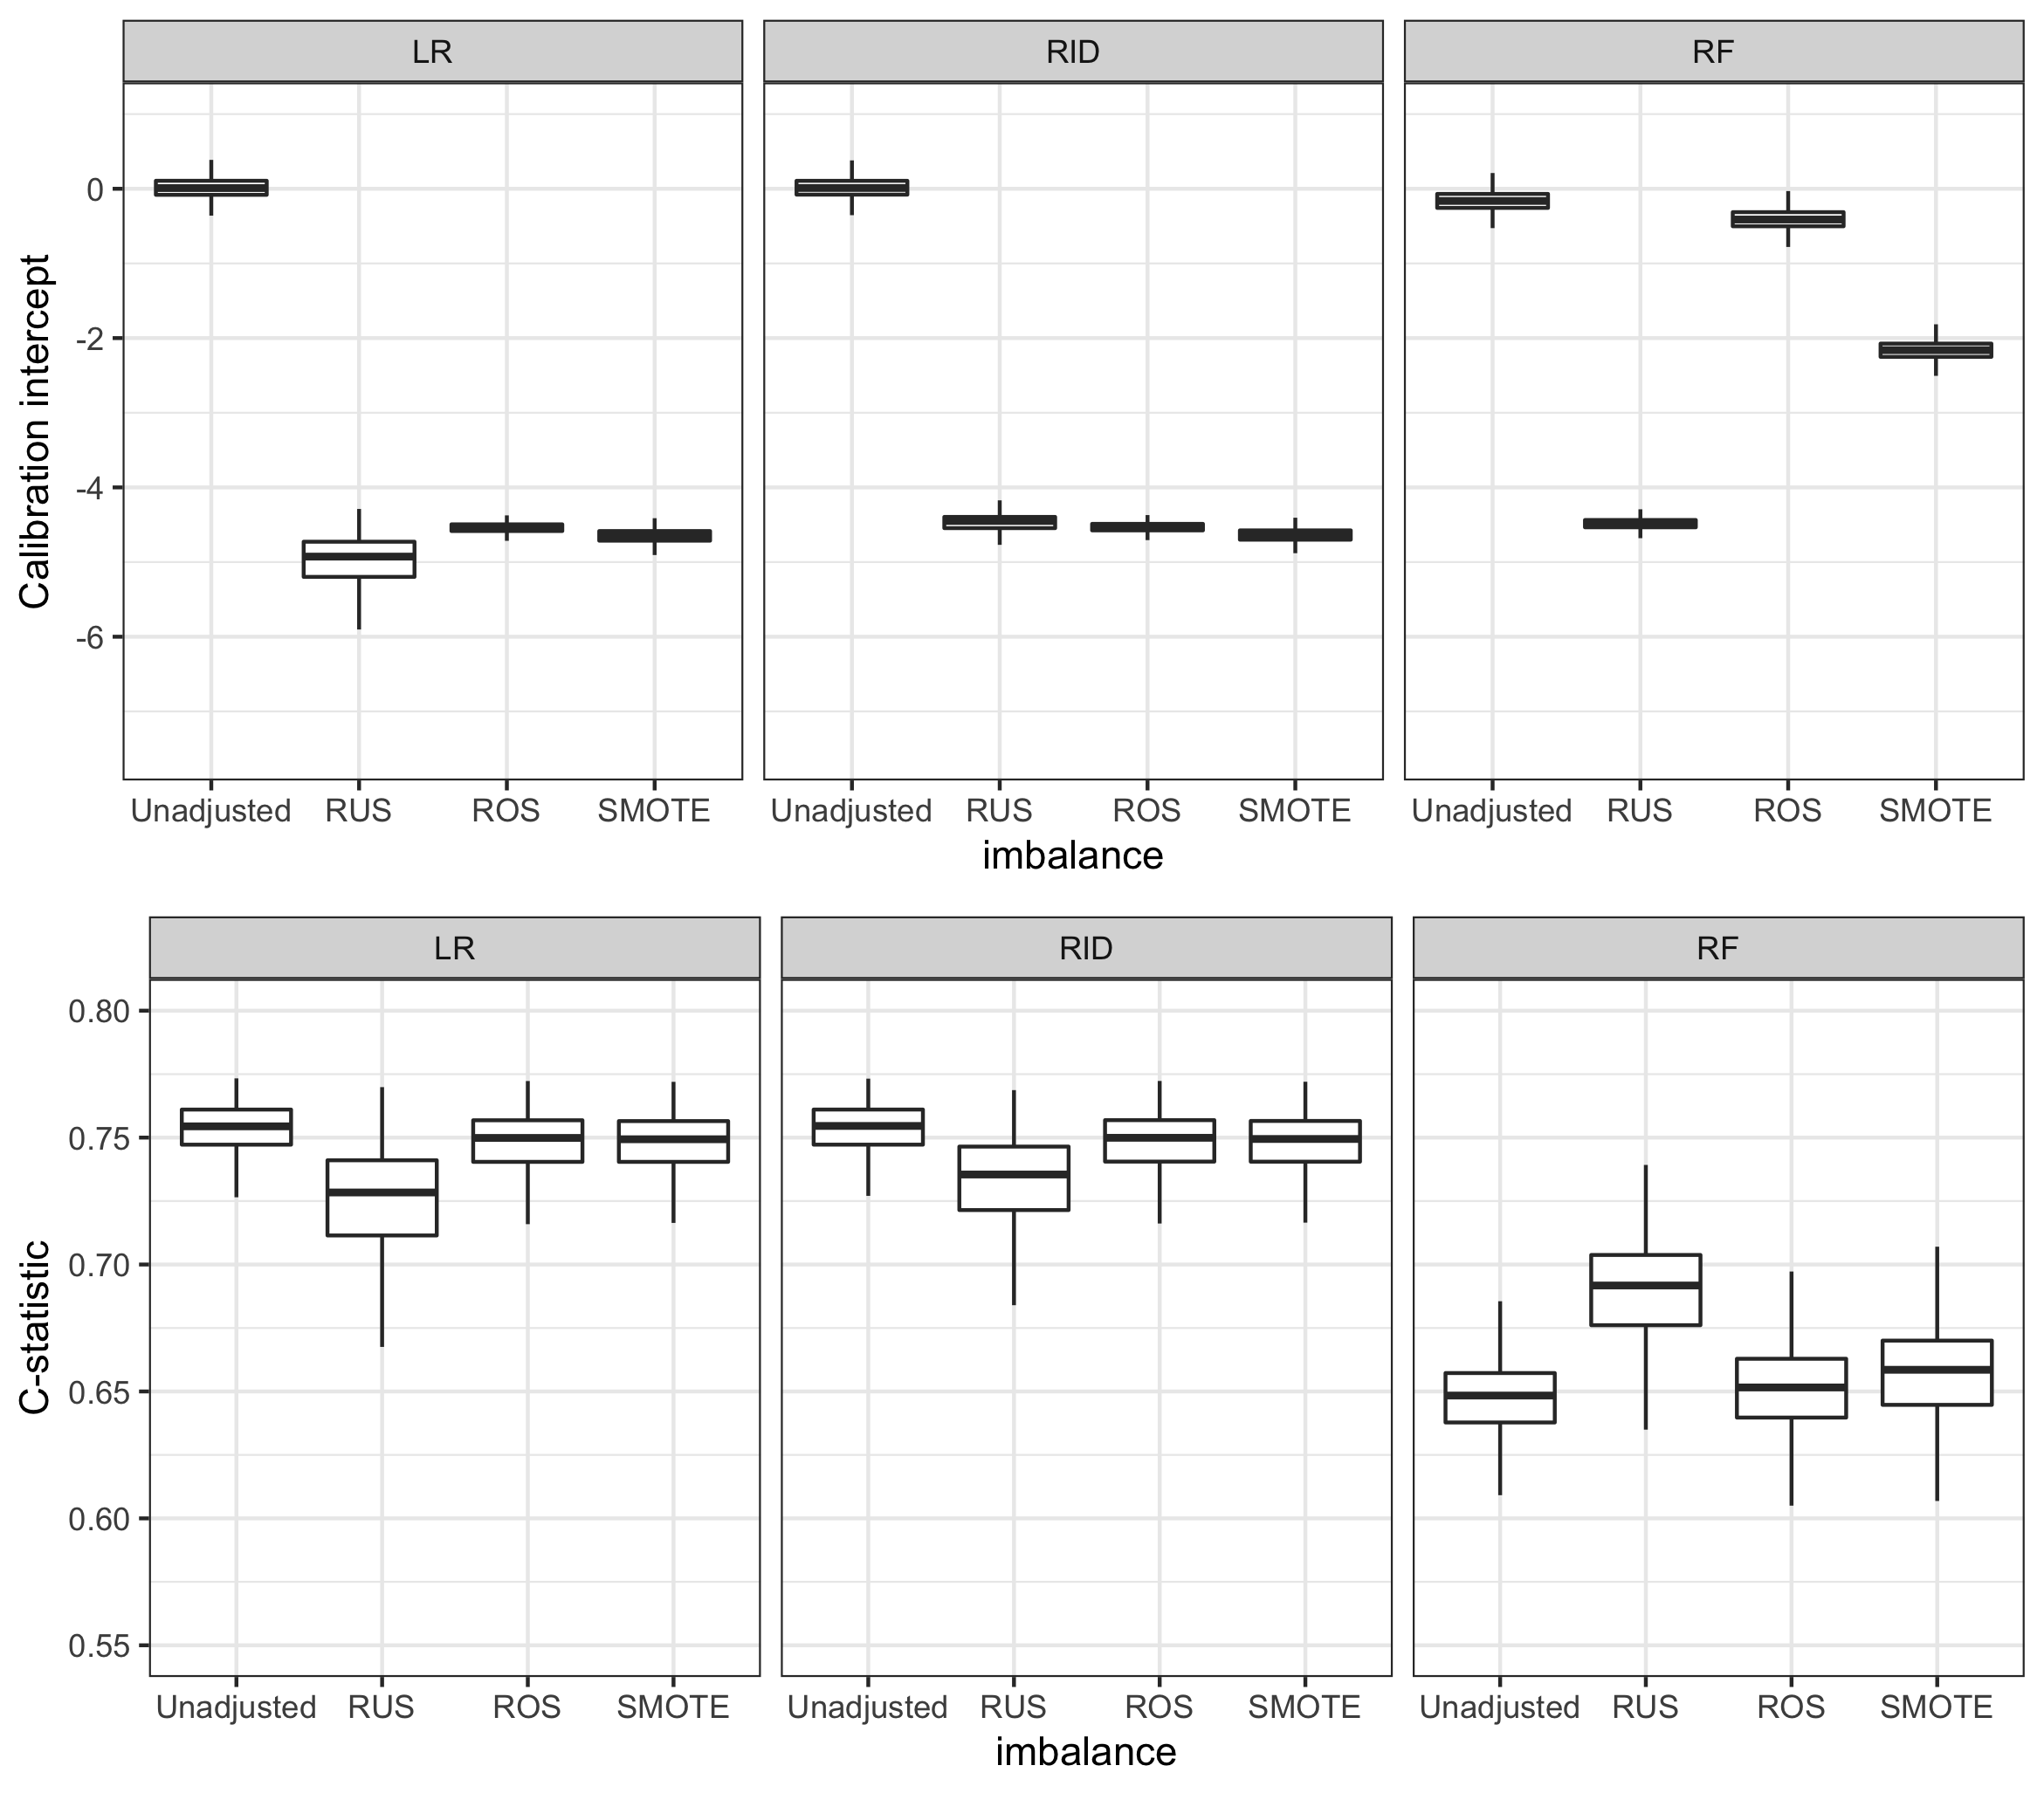 LR RID RF
Calibration intercept
0
-2
-4
-6
Unadjusted RUS ROS SMOTE Unadjusted RUS ROS SMOTE Unadjusted RUS ROS SMOTE
imbalance
LR RID RF
C-statistic
0.80
0.75
0.70
0.65
0.60
0.55
Unadjusted RUS ROS SMOTE Unadjusted RUS ROS SMOTE Unadjusted RUS ROS SMOTE
imbalance